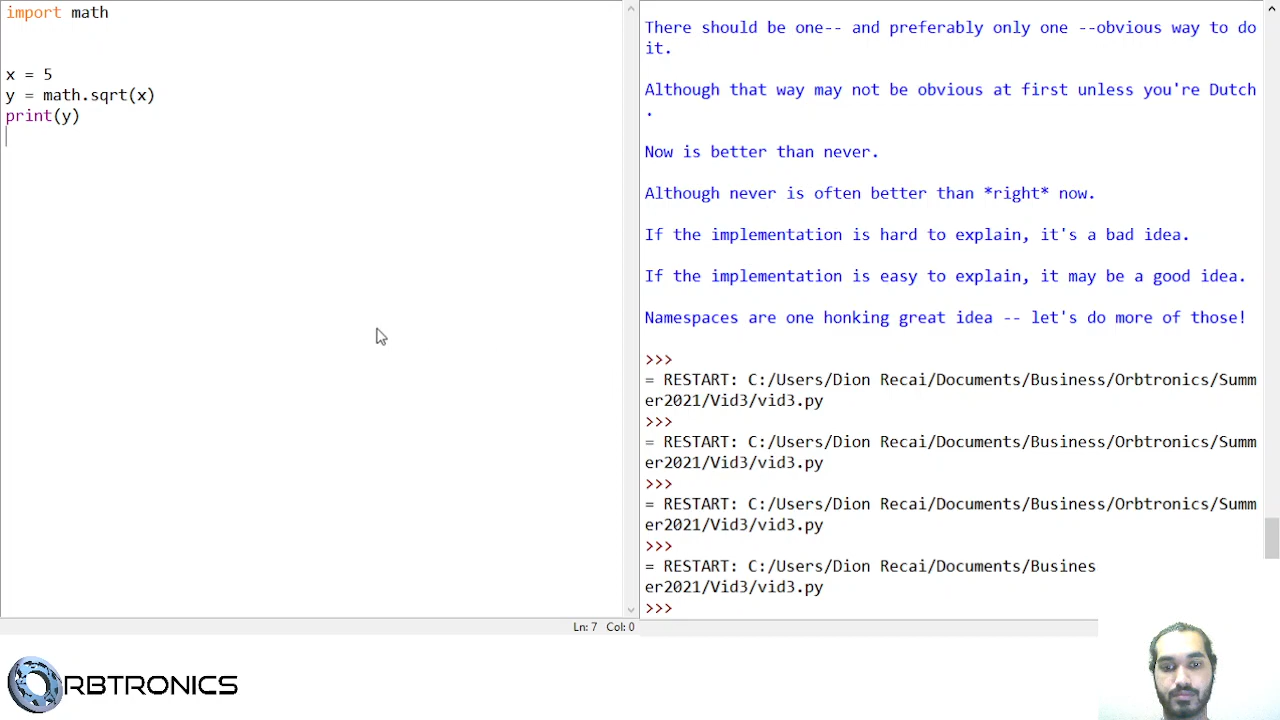 import math
x = 5
y = math.sqrt(x)
print(y)
Ln: 7 Col: 0
There should be one-- and preferably only one --obvious way to do
it.
Although that way may not be obvious at first unless you're Dutch
.
Now is better than never.
Although never is often better than *right* now.
If the implementation is hard to explain, it's a bad idea.
If the implementation is easy to explain, it may be a good idea.
Namespaces are one honking great idea -- let's do more of those!
>>>
= RESTART: C:/Users/Dion Recai/Documents/Business/Orbtronics/Summ
er2021/Vid3/vid3.py
>>>
= RESTART: C:/Users/Dion Recai/Documents/Business/Orbtronics/Summ
er2021/Vid3/vid3.py
>>>
= RESTART: C:/Users/Dion Recai/Documents/Business/Orbtronics/Summ
er2021/Vid3/vid3.py
>>>
= RESTART: C:/Users/Dion Recai/Documents/Busines
er2021/Vid3/vid3.py
>>>
ORBTRONICS